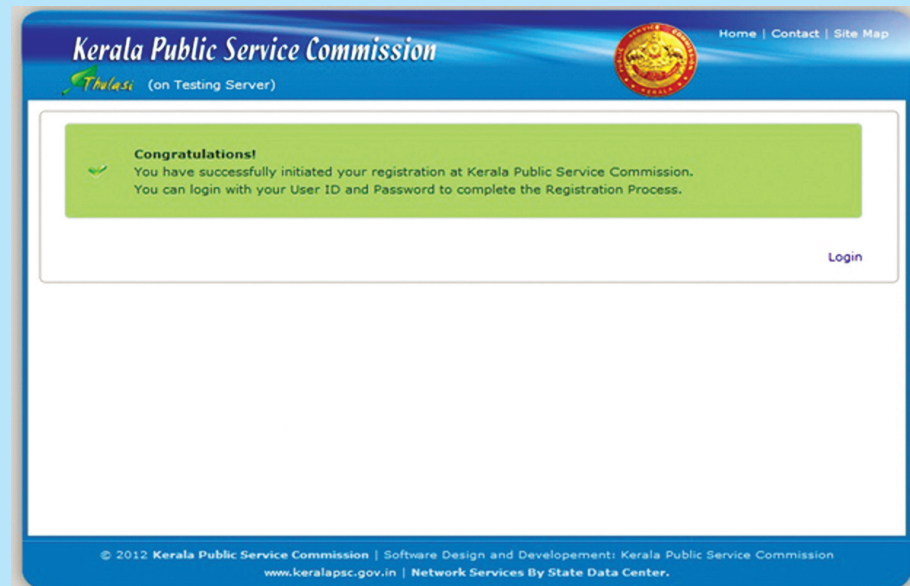 Kerala Public Service Commission
Home | Contact | Site Map
Thulasi (on Testing Server)
Congratulations!
You have successfully initiated your registration at Kerala Public Service Commission.
You can login with your User ID and Password to complete the Registration Process.
Login
© 2012 Kerala Public Service Commission | Software Design and Developement: Kerala Public Service Commission
www.keralapsc.gov.in | Network Services By State Data Center.